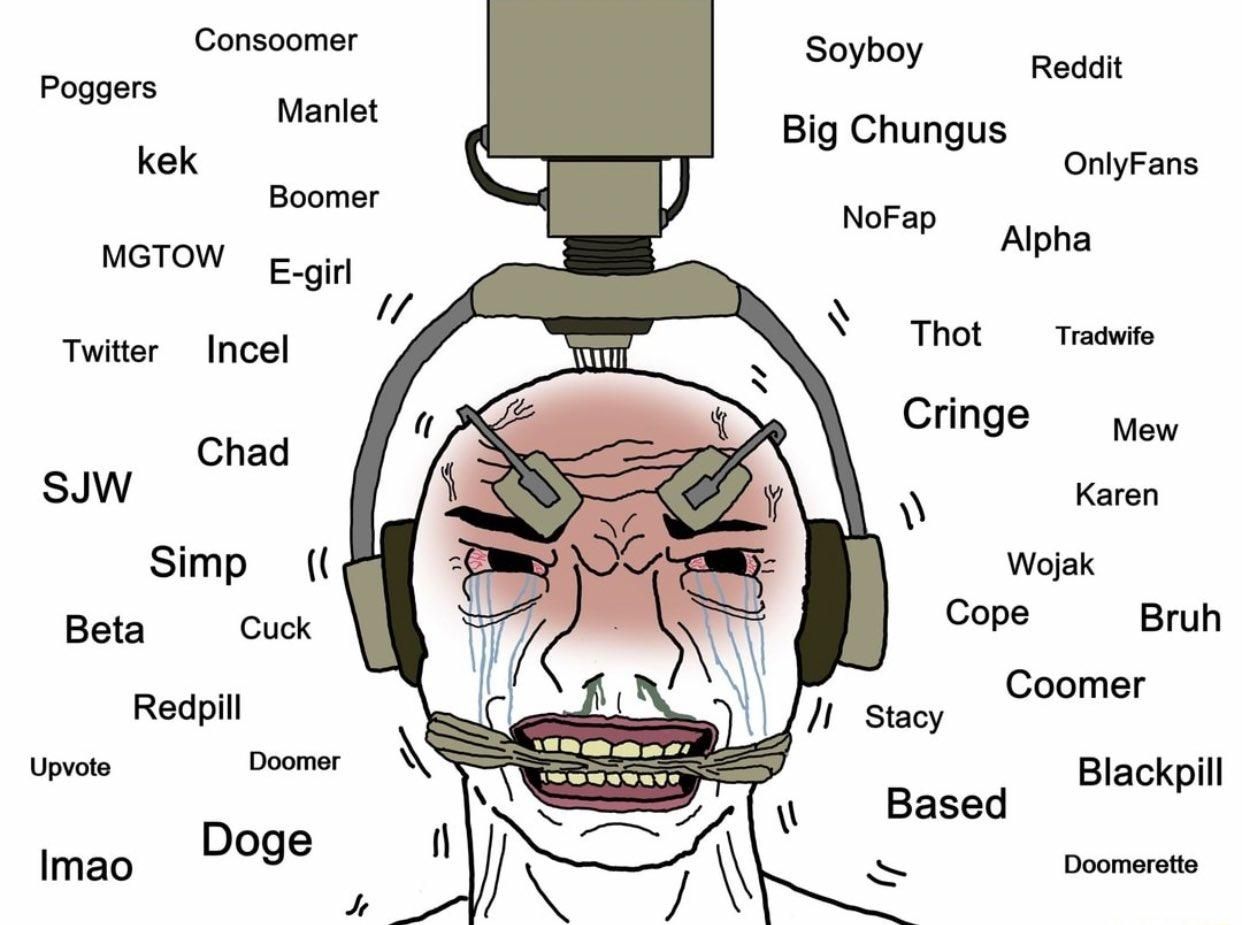 Consoomer
Poggers
Manlet
kek
Boomer
MGTOW
E-girl
Twitter
Incel
Chad
SJW
Simp
Beta
Cuck
Redpill
Upvote
Doomer
Doge
lmao
Soyboy
Reddit
Big Chungus
OnlyFans
NoFap
Alpha
Thot
Tradwife
Cringe
Mew
Karen
Wojak
Cope
Bruh
Coomer
Stacy
Blackpill
Based
Doomerette